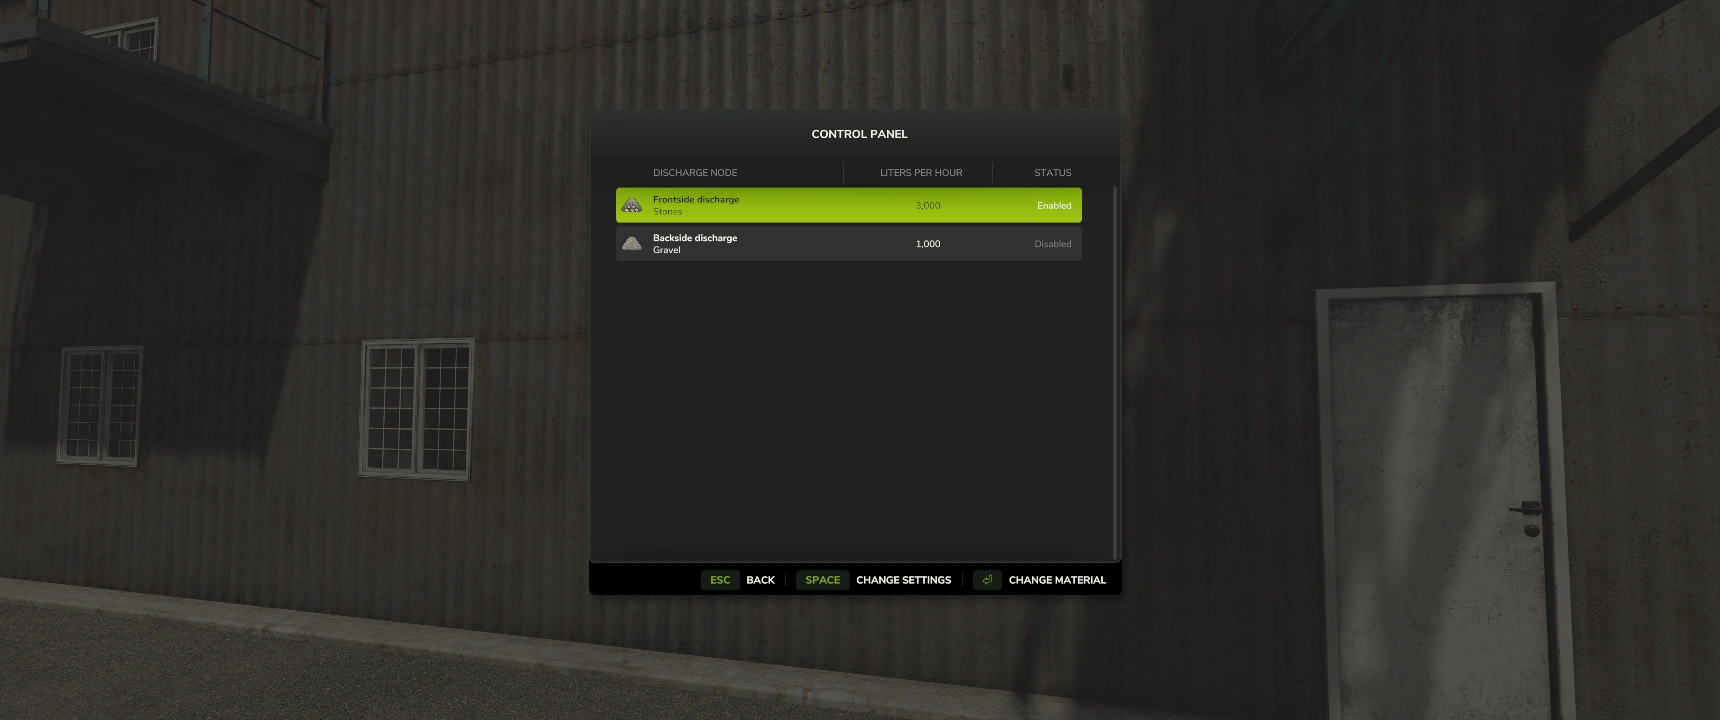 CONTROL PANEL
DISCHARGE NODE LITERS PER HOUR STATUS
Frontside discharge
Stones
3,000 Enabled
Backside discharge
Gravel
1,000 Disabled
ESC BACK SPACE CHANGE SETTINGS CHANGE MATERIAL